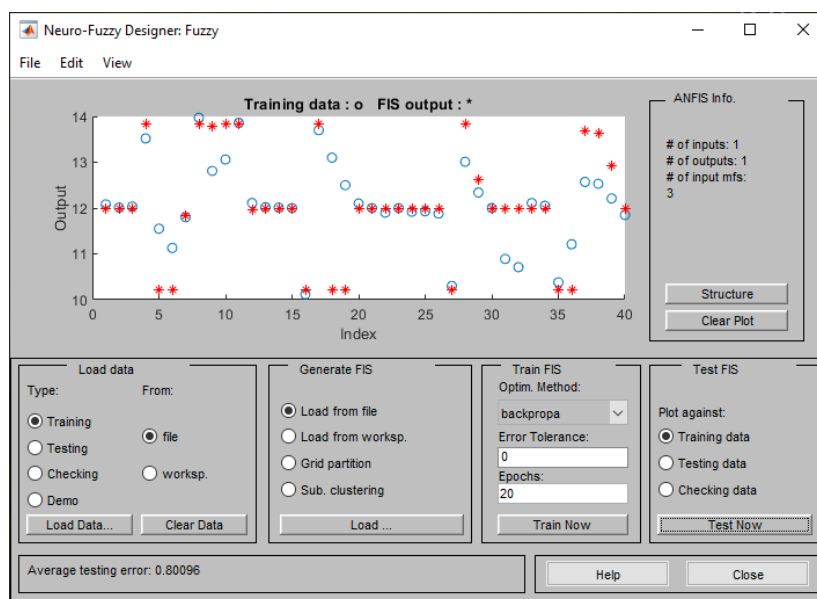 Neuro-Fuzzy Designer: Fuzzy
File Edit View
Training data : o FIS output : *
14
13
12
11
10
Output
0 5 10 15 20 25 30 35 40
Index
ANFIS Info.
# of inputs: 1
# of outputs: 1
# of input mfs:
3
Structure
Clear Plot
Load data
Type: From:
Training
file
Testing
Checking
worksp.
Demo
Load Data... Clear Data
Generate FIS
Load from file
Load from worksp.
Grid partition
Sub. clustering
Load ...
Train FIS
Optim. Method:
backpropa
Error Tolerance:
0
Epochs:
20
Train Now
Test FIS
Plot against:
Training data
Testing data
Checking data
Test Now
Average testing error: 0.80096
Help Close